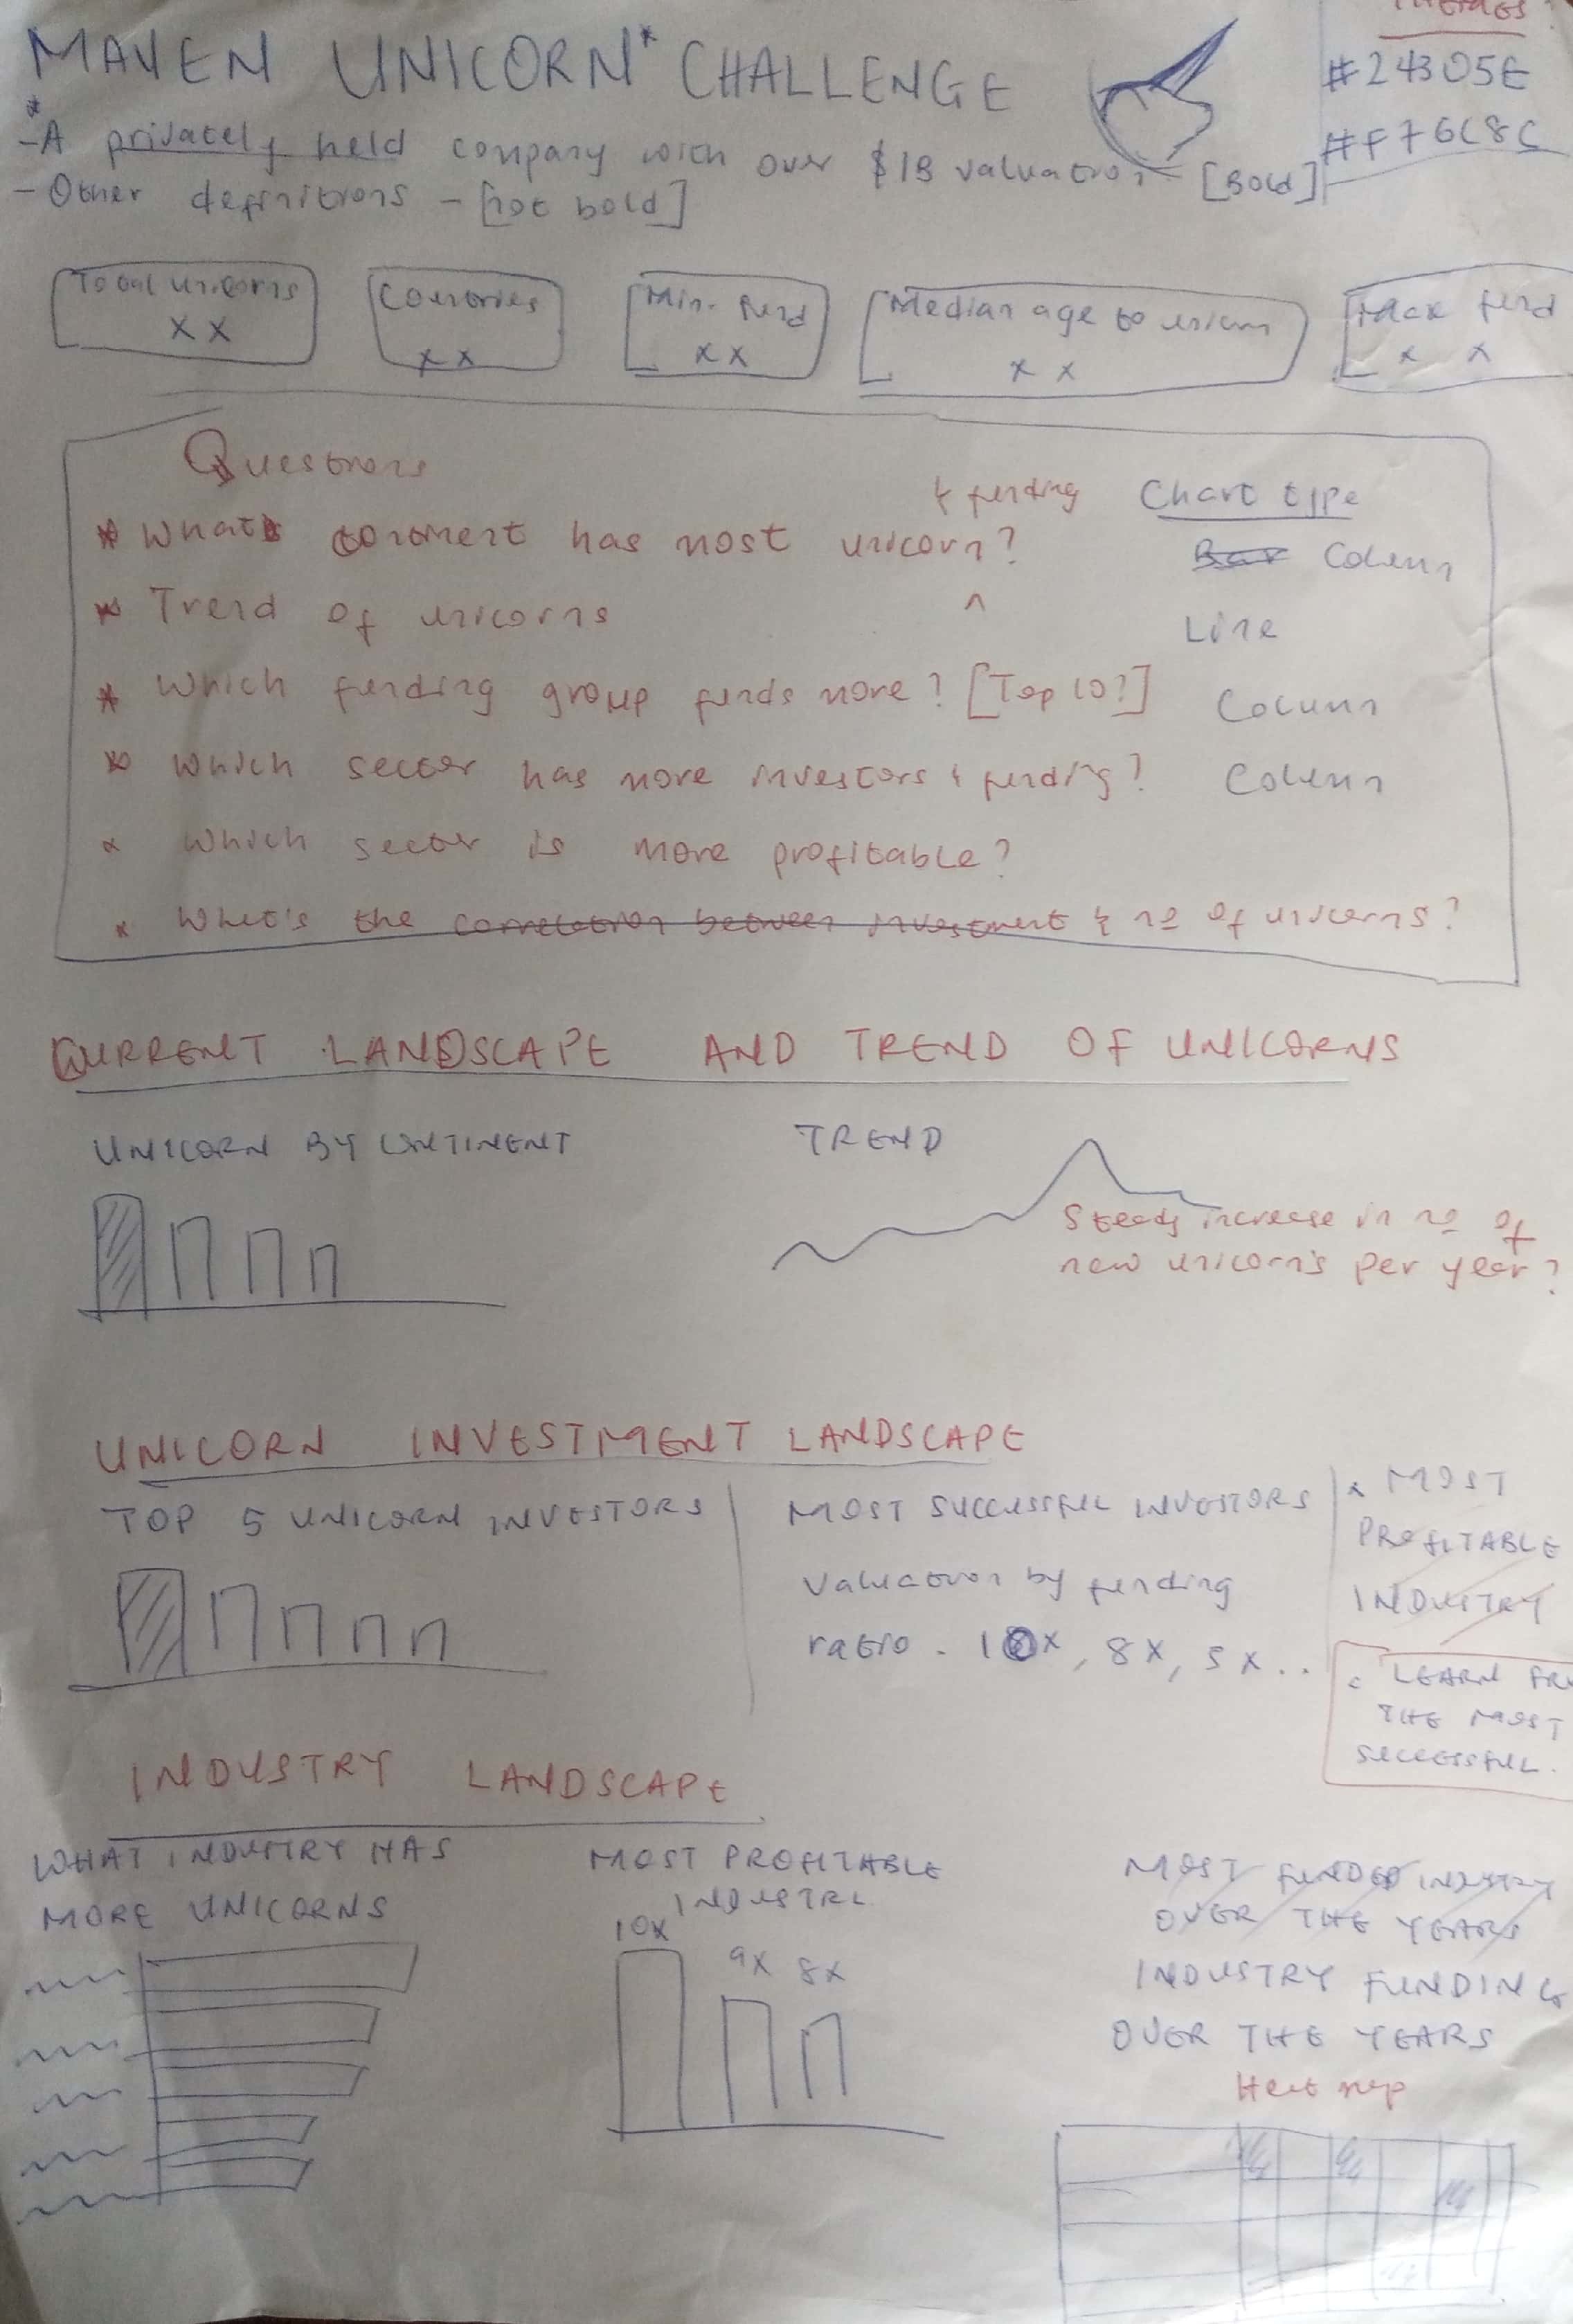 THEMES
MAVEN UNICORN* CHALLENGE
#24305E
#F76C8C
*
-A privately held company with over $1B valuation - [Bold]
- Other definitions - [not bold]
Total unicorns
XX
Countries
XX
Min. fund
XX
Median age to unicorn
XX
Max fund
X X
Questions
& funding
Chart type
* What continent has most unicorn?
Bar Column
* Trend of unicorns
^
Line
* Which funding group funds more? [Top 10?]
Column
* Which sector has more investors & funding?
Column
* Which sector is more profitable?
* What's the correlation between investment & no of unicorns?
CURRENT LANDSCAPE AND TREND OF UNICORNS
UNICORN BY CONTINENT
TREND
Steady increase in no of
new unicorns per year?
UNICORN INVESTMENT LANDSCAPE
TOP 5 UNICORN INVESTORS
MOST SUCCESSFUL INVESTORS
Valuation by funding
ratio. 10X, 8X, 5X..
MOST
PROFITABLE
INDUSTRY
LEARN
THE MOST
SUCCESSFUL.
INDUSTRY LANDSCAPE
WHAT INDUSTRY HAS
MORE UNICORNS
MOST PROFITABLE
10X
9X 8X
MOST FUNDED INDUSTRY
OVER THE YEARS
INDUSTRY FUNDING
OVER THE YEARS
Heat map